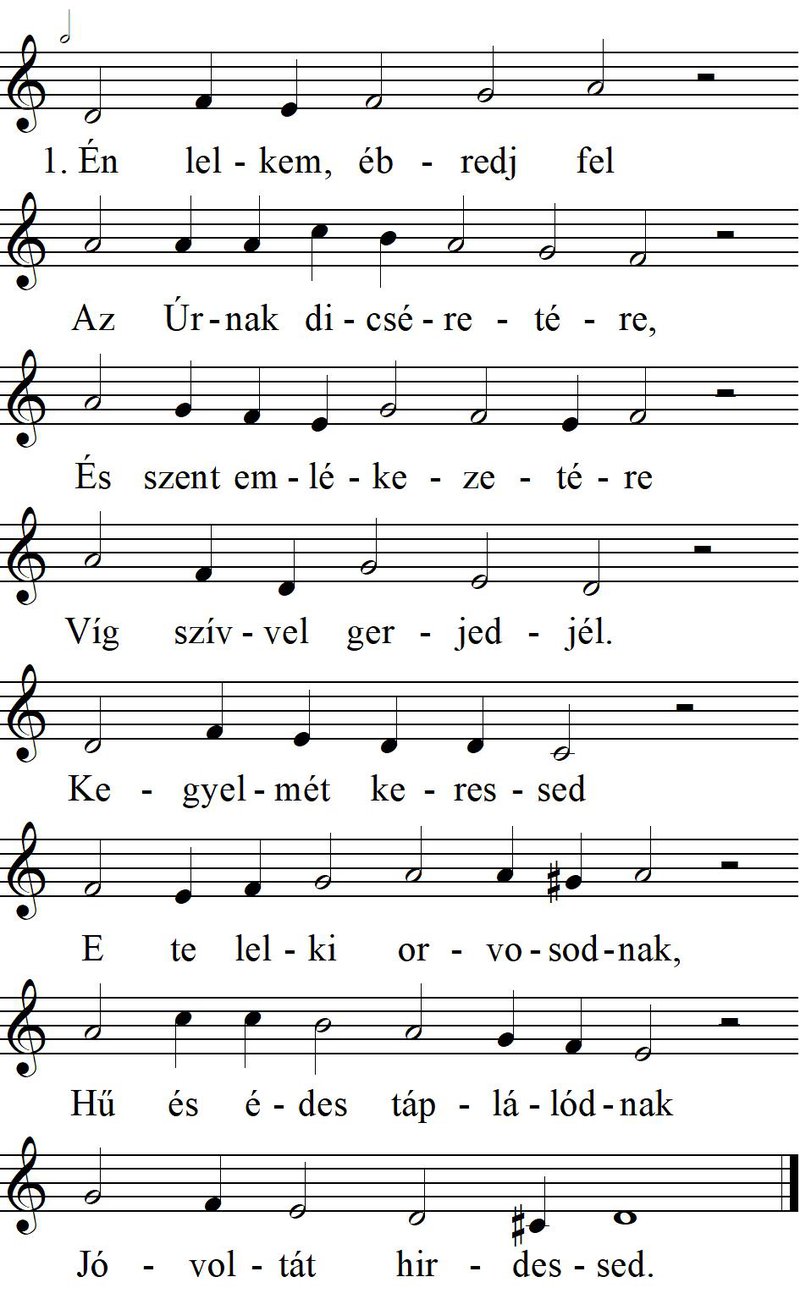 1. Én lel - kem, éb - redj fel
Az Úr - nak di - csé - re - té - re,
És szent em - lé - ke - ze - té - re
Víg szív - vel ger - jed - jél.
Ke - gyel - mét ke - res - sed
E te lel - ki or - vo - sod - nak,
Hű és é - des táp - lá - lód - nak
Jó - vol - tát hir - des - sed.